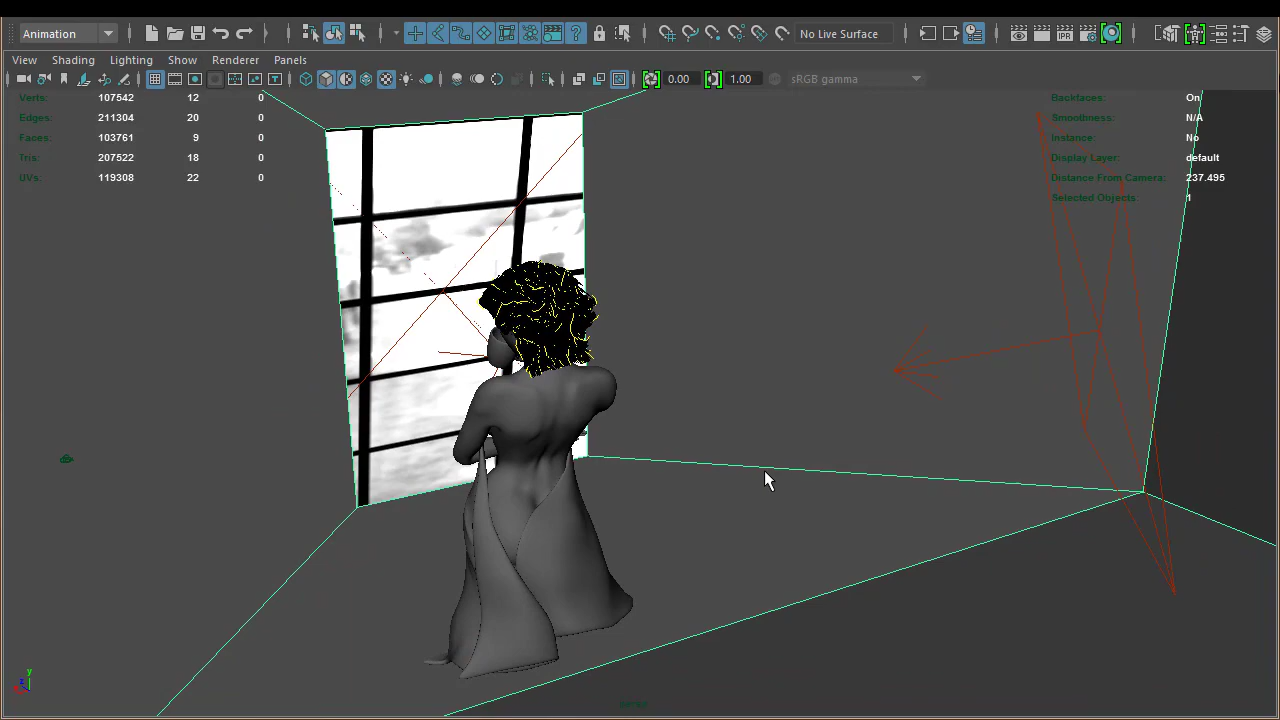 Animation
No Live Surface
View Shading Lighting Show Renderer Panels
0.00 1.00 sRGB gamma
Verts: 107542 12 0
Edges: 211304 20 0
Faces: 103761 9 0
Tris: 207522 18 0
UVs: 119308 22 0
Backfaces: On
Smoothness: N/A
Instance: No
Display Layer: default
Distance From Camera: 237.495
Selected Objects: 1
IPR
y
z
persp